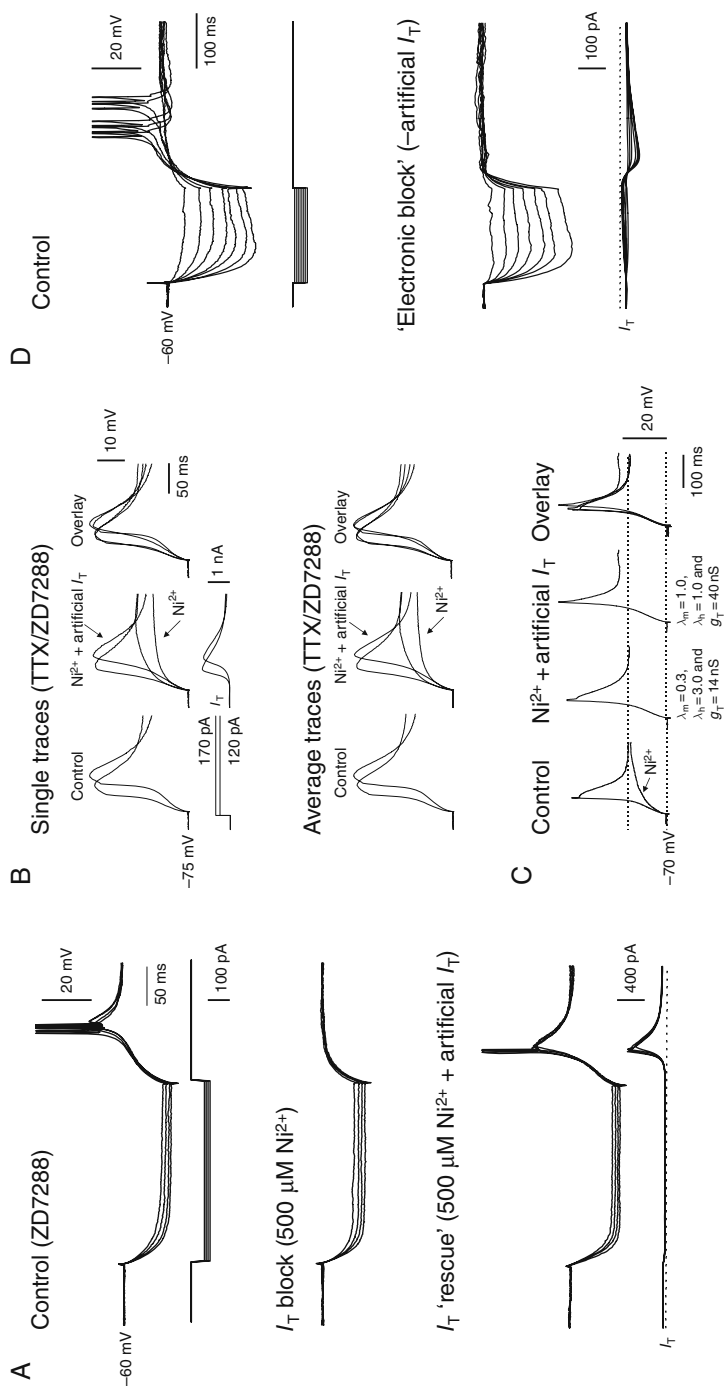 A
Control (ZD7288)
–60 mV
20 mV
50 ms
100 pA
I_T block (500 µM Ni²⁺)
I_T 'rescue' (500 µM Ni²⁺ + artificial I_T)
400 pA
I_T
B
Single traces (TTX/ZD7288)
Control
Ni²⁺ + artificial I_T
Overlay
10 mV
Ni²⁺
50 ms
–75 mV
170 pA
120 pA
I_T
1 nA
Average traces (TTX/ZD7288)
Control
Ni²⁺ + artificial I_T
Overlay
Ni²⁺
C
Control
Ni²⁺ + artificial I_T
Overlay
Ni²⁺
–70 mV
20 mV
100 ms
λ_m = 0.3,
λ_h = 3.0 and
g_T = 14 nS
λ_m = 1.0,
λ_h = 1.0 and
g_T = 40 nS
D
Control
–60 mV
20 mV
100 ms
'Electronic block' (–artificial I_T)
100 pA
I_T